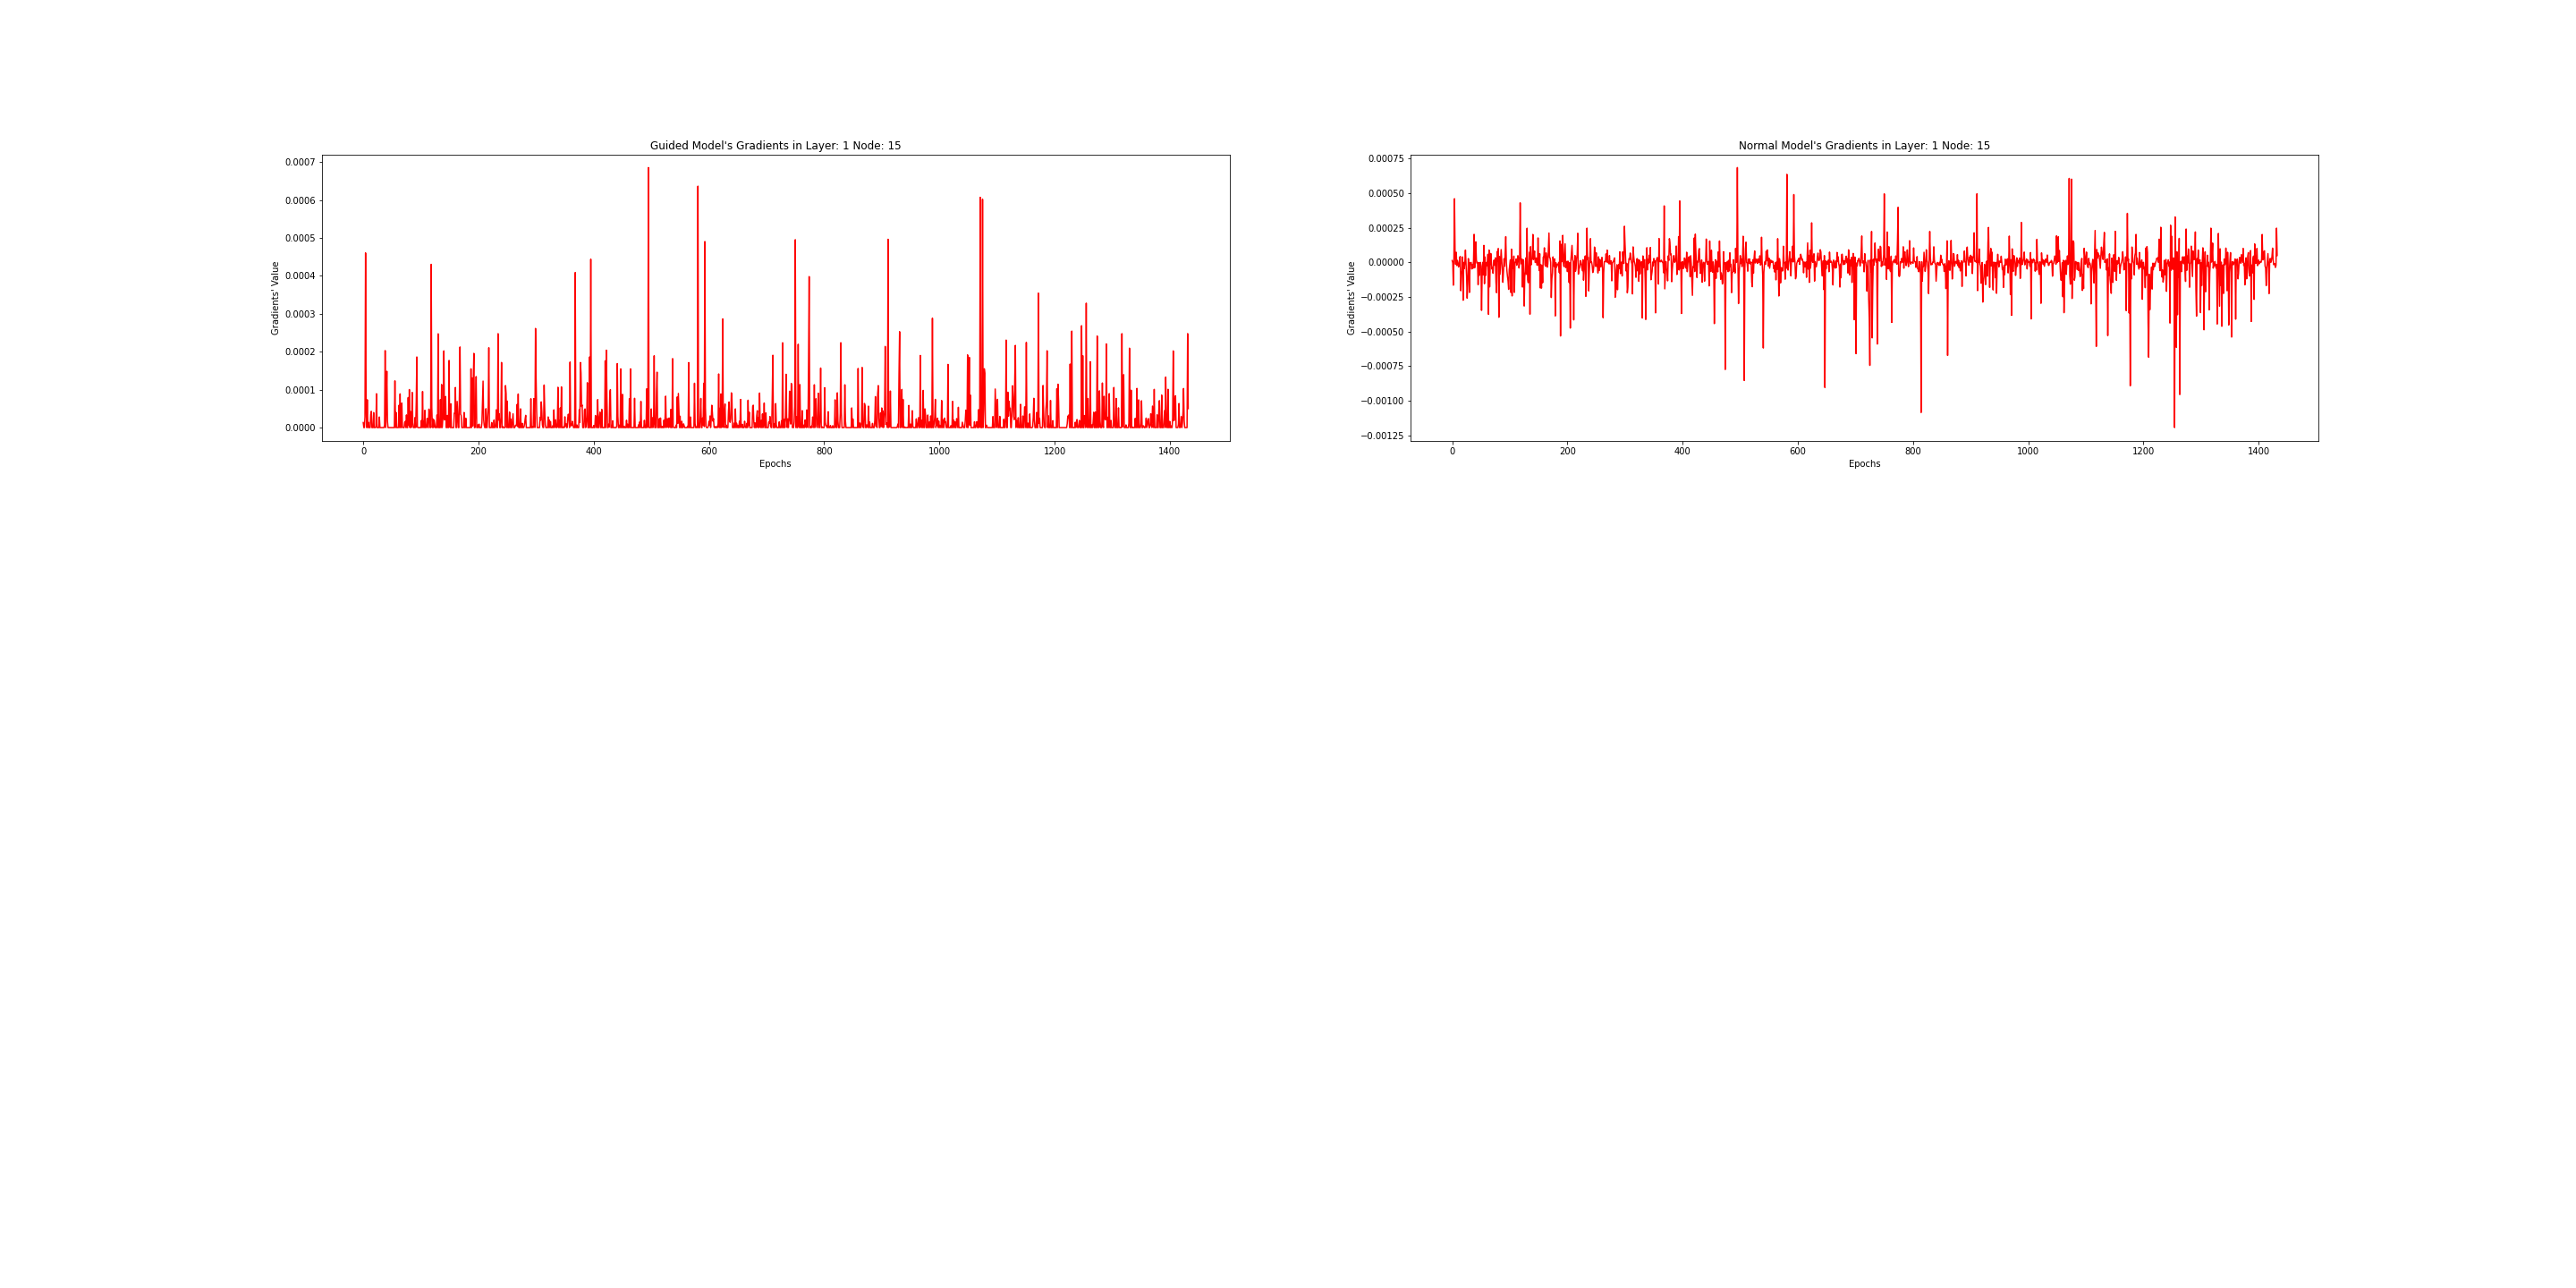 Guided Model's Gradients in Layer: 1 Node: 15
0.0007
0.0006
0.0005
0.0004
0.0003
0.0002
0.0001
0.0000
Gradients' Value
0 200 400 600 800 1000 1200 1400
Epochs
Normal Model's Gradients in Layer: 1 Node: 15
0.00075
0.00050
0.00025
0.00000
−0.00025
−0.00050
−0.00075
−0.00100
−0.00125
Gradients' Value
0 200 400 600 800 1000 1200 1400
Epochs